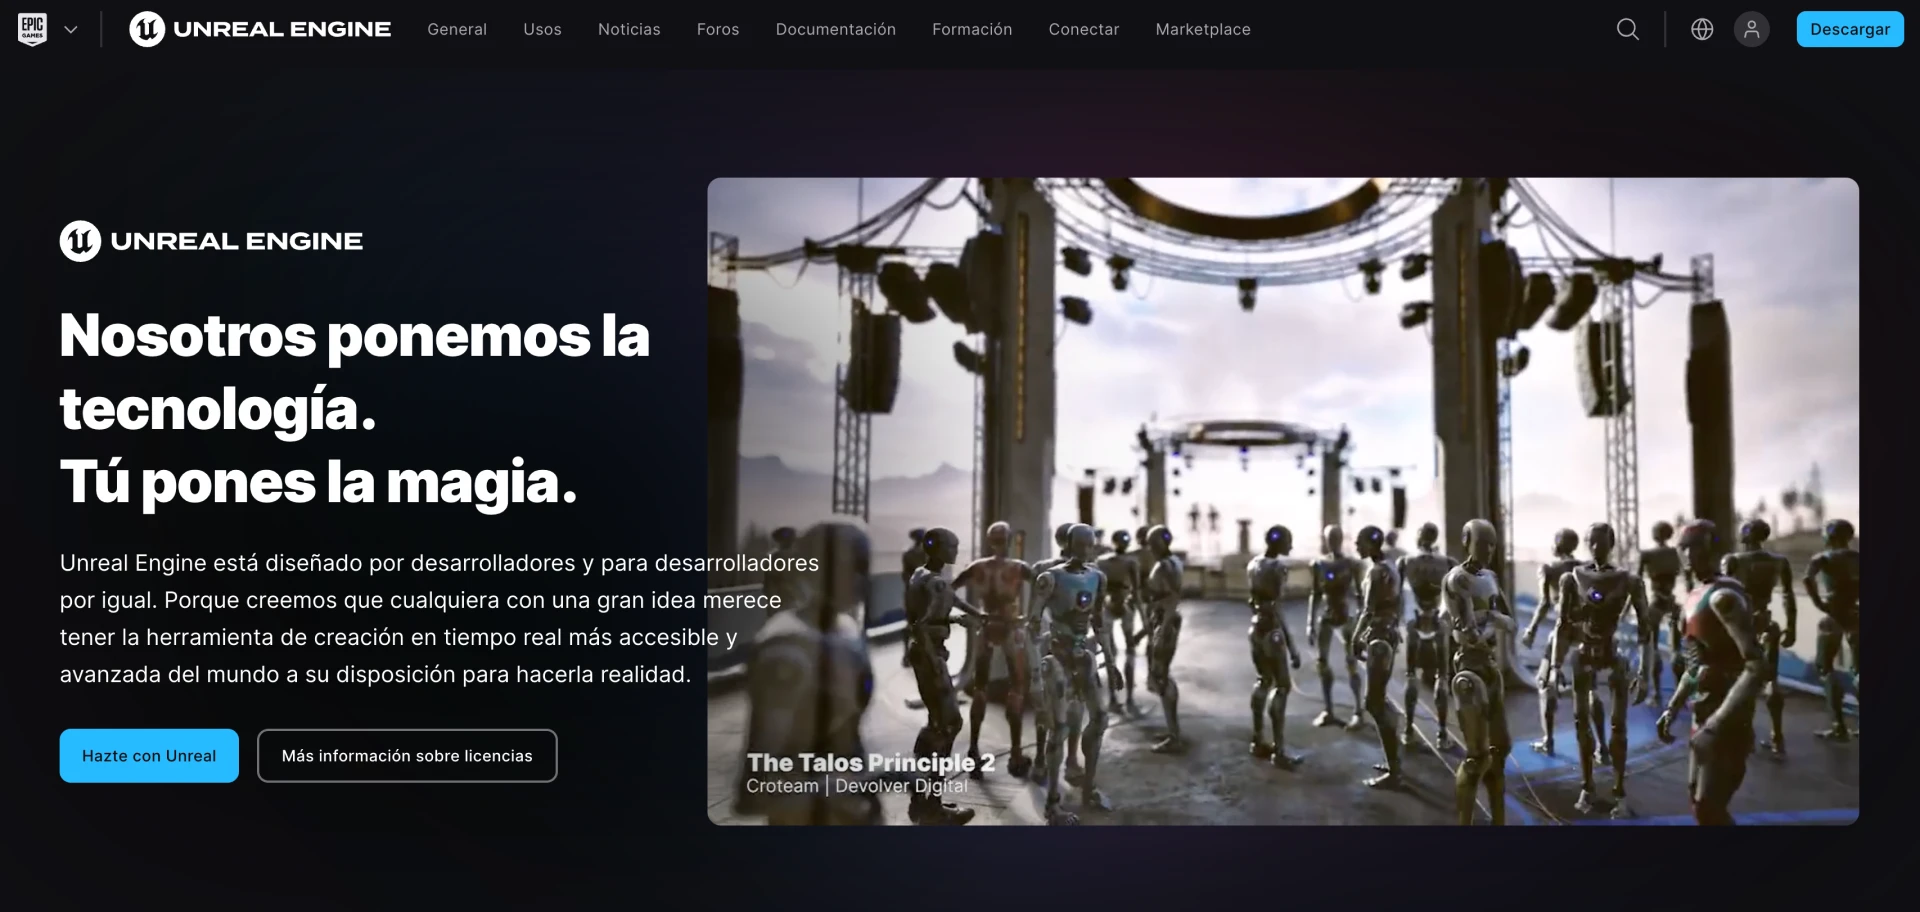 EPIC
GAMES
UNREAL ENGINE
General
Usos
Noticias
Foros
Documentación
Formación
Conectar
Marketplace
Descargar
UNREAL ENGINE
Nosotros ponemos la
tecnología.
Tú pones la magia.
Unreal Engine está diseñado por desarrolladores y para desarrolladores
por igual. Porque creemos que cualquiera con una gran idea merece
tener la herramienta de creación en tiempo real más accesible y
avanzada del mundo a su disposición para hacerla realidad.
Hazte con Unreal
Más información sobre licencias
The Talos Principle 2
Croteam | Devolver Digital